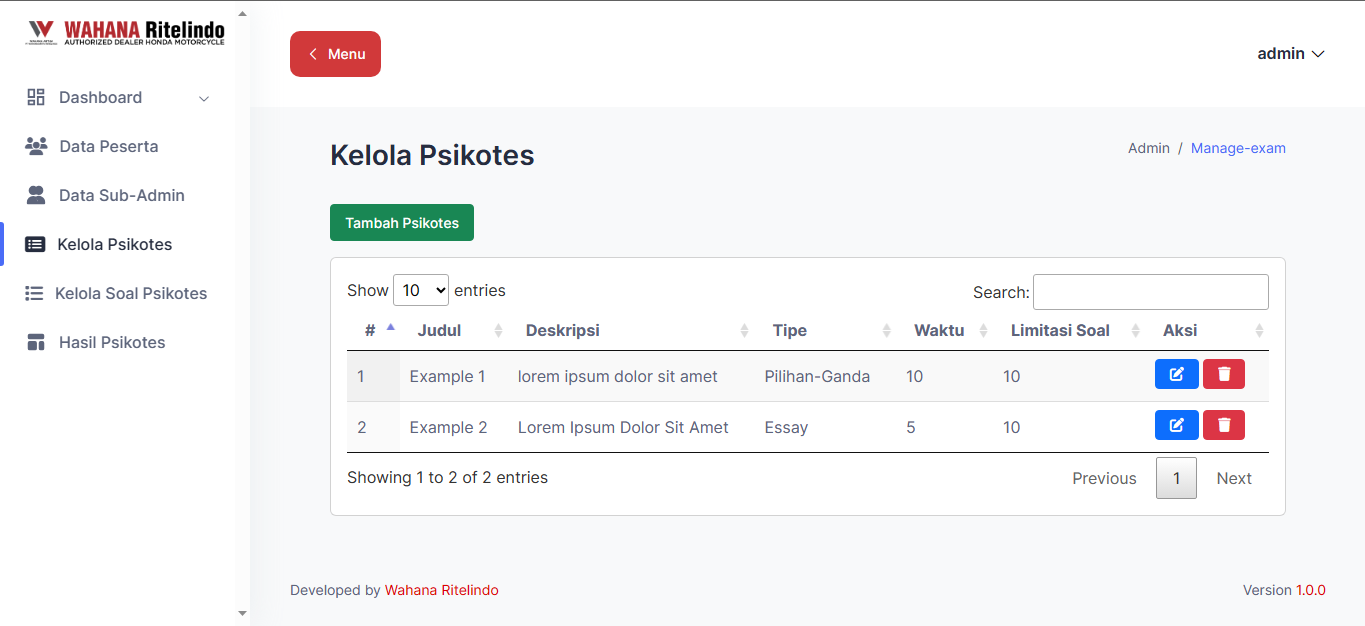 WAHANA Ritelindo
AUTHORIZED DEALER HONDA MOTORCYCLE
Menu
admin
Dashboard
Data Peserta
Data Sub-Admin
Kelola Psikotes
Kelola Soal Psikotes
Hasil Psikotes
Kelola Psikotes
Admin / Manage-exam
Tambah Psikotes
Show 10 entries
Search:
# Judul Deskripsi Tipe Waktu Limitasi Soal Aksi
1 Example 1 lorem ipsum dolor sit amet Pilihan-Ganda 10 10
2 Example 2 Lorem Ipsum Dolor Sit Amet Essay 5 10
Showing 1 to 2 of 2 entries
Previous 1 Next
Developed by Wahana Ritelindo
Version 1.0.0